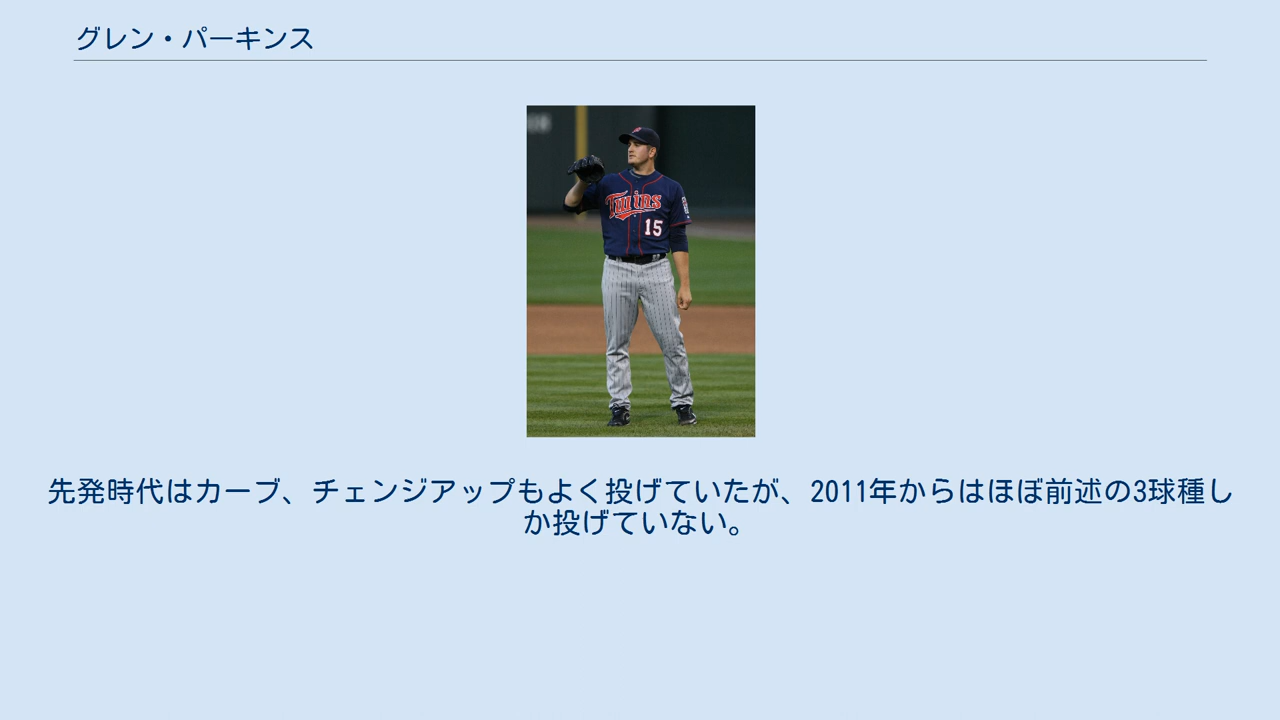 グレン・パーキンス
Twins
15
先発時代はカーブ、チェンジアップもよく投げていたが、2011年からはほぼ前述の3球種し
か投げていない。